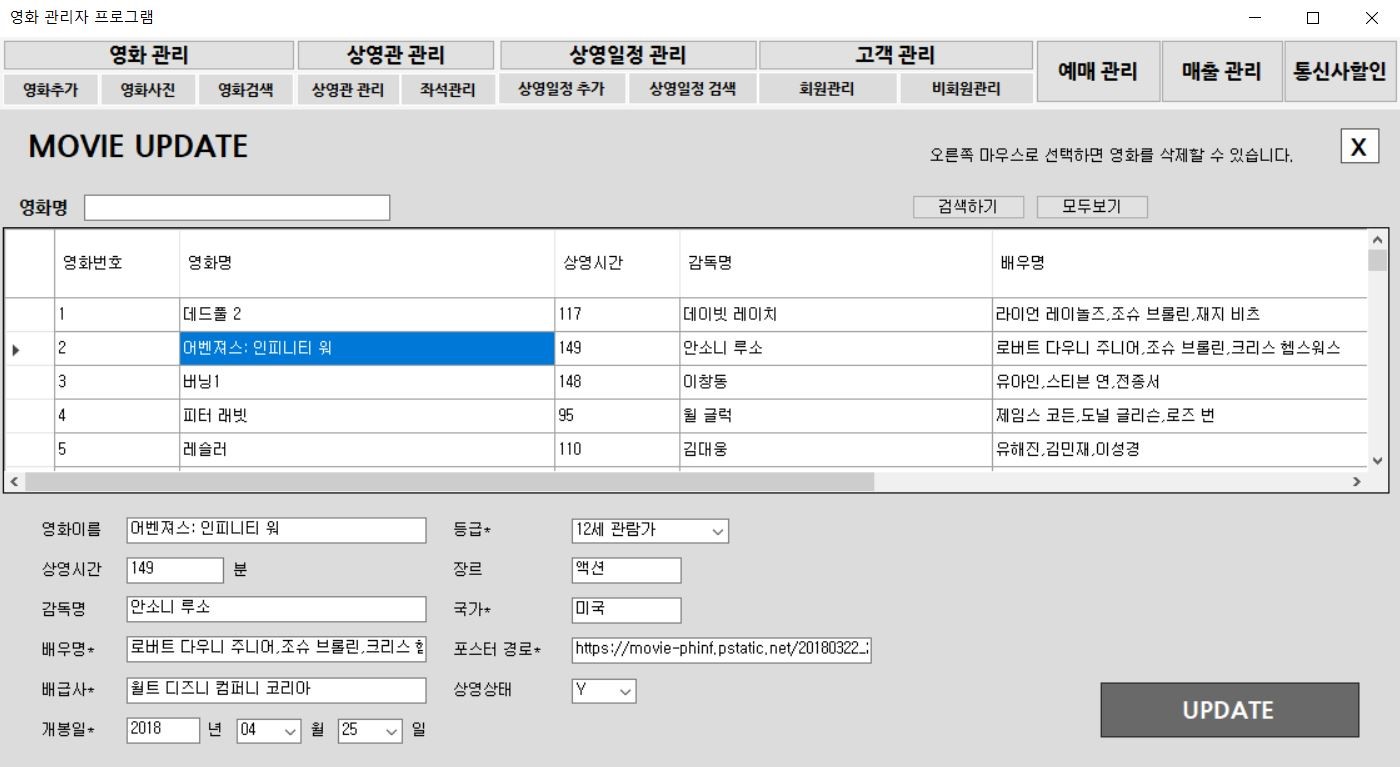 영화 관리자 프로그램
영화 관리 상영관 관리 상영일정 관리 고객 관리 예매 관리 매출 관리 통신사할인
영화추가 영화사진 영화검색 상영관 관리 좌석관리 상영일정 추가 상영일정 검색 회원관리 비회원관리
MOVIE UPDATE
오른쪽 마우스로 선택하면 영화를 삭제할 수 있습니다.
X
영화명 검색하기 모두보기
영화번호 영화명 상영시간 감독명 배우명
1 데드풀 2 117 데이빗 레이치 라이언 레이놀즈,조슈 브롤린,재지 비츠
2 어벤져스: 인피니티 워 149 안소니 루소 로버트 다우니 주니어,조슈 브롤린,크리스 헴스워스
3 버닝1 148 이창동 유아인,스티븐 연,전종서
4 피터 래빗 95 윌 글럭 제임스 코든,도널 글리슨,로즈 번
5 레슬러 110 김대웅 유해진,김민재,이성경
영화이름 어벤져스: 인피니티 워 등급* 12세 관람가
상영시간 149 분 장르 액션
감독명 안소니 루소 국가* 미국
배우명* 로버트 다우니 주니어,조슈 브롤린,크리스 포스터 경로* https://movie-phinf.pstatic.net/20180322_
배급사* 월트 디즈니 컴퍼니 코리아 상영상태 Y
개봉일* 2018 년 04 월 25 일
UPDATE